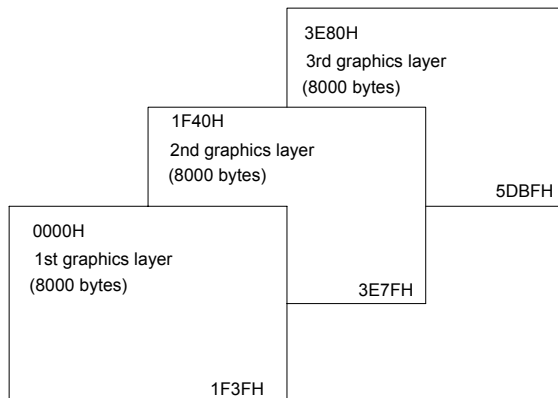 3E80H
3rd graphics layer
(8000 bytes)
1F40H
2nd graphics layer
(8000 bytes)
5DBFH
0000H
1st graphics layer
(8000 bytes)
3E7FH
1F3FH